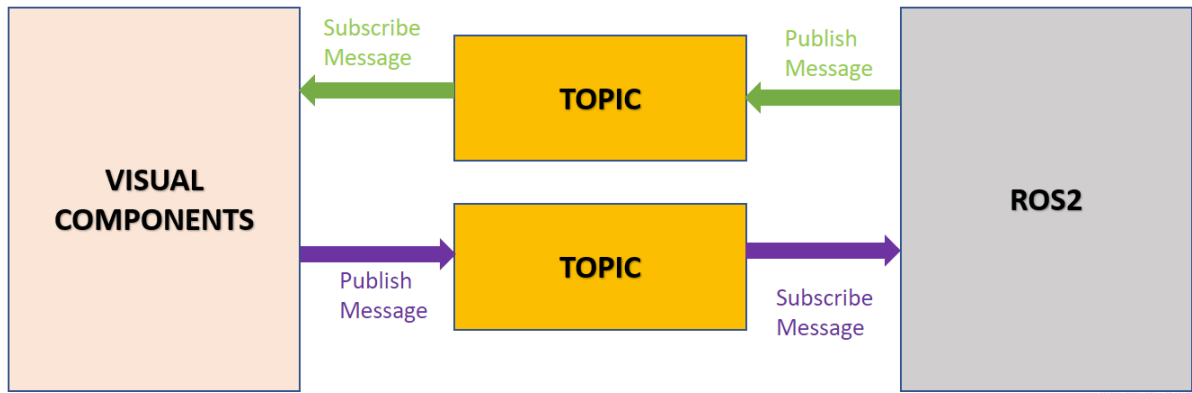 VISUAL
COMPONENTS
Subscribe
Message
TOPIC
Publish
Message
Publish
Message
TOPIC
Subscribe
Message
ROS2